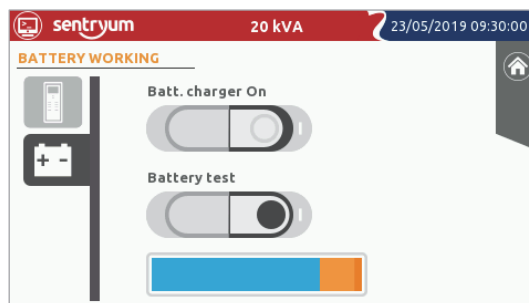 sentryum
20 kVA
23/05/2019 09:30:00
BATTERY WORKING
Batt. charger On
+ -
Battery test